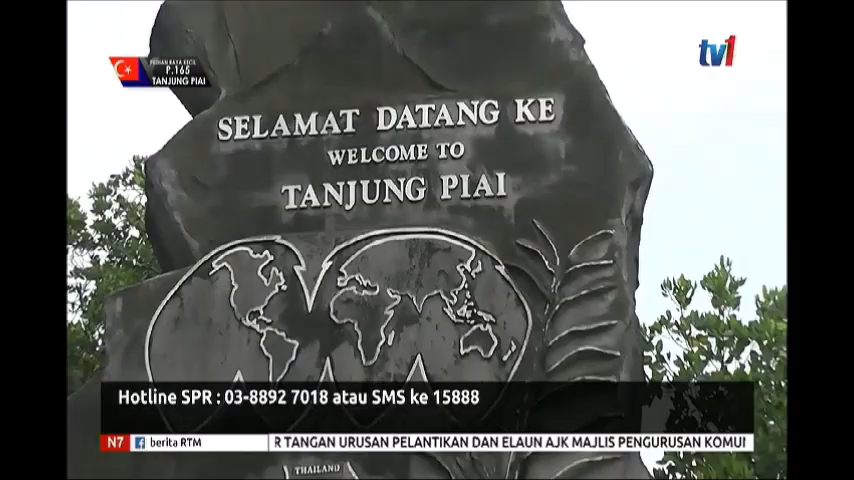 PILIHAN RAYA KECIL
P.165
TANJUNG PIAI
tv1
SELAMAT DATANG KE
WELCOME TO
TANJUNG PIAI
Hotline SPR : 03-8892 7018 atau SMS ke 15888
N7 f berita RTM R TANGAN URUSAN PELANTIKAN DAN ELAUN AJK MAJLIS PENGURUSAN KOMU
THAILAND